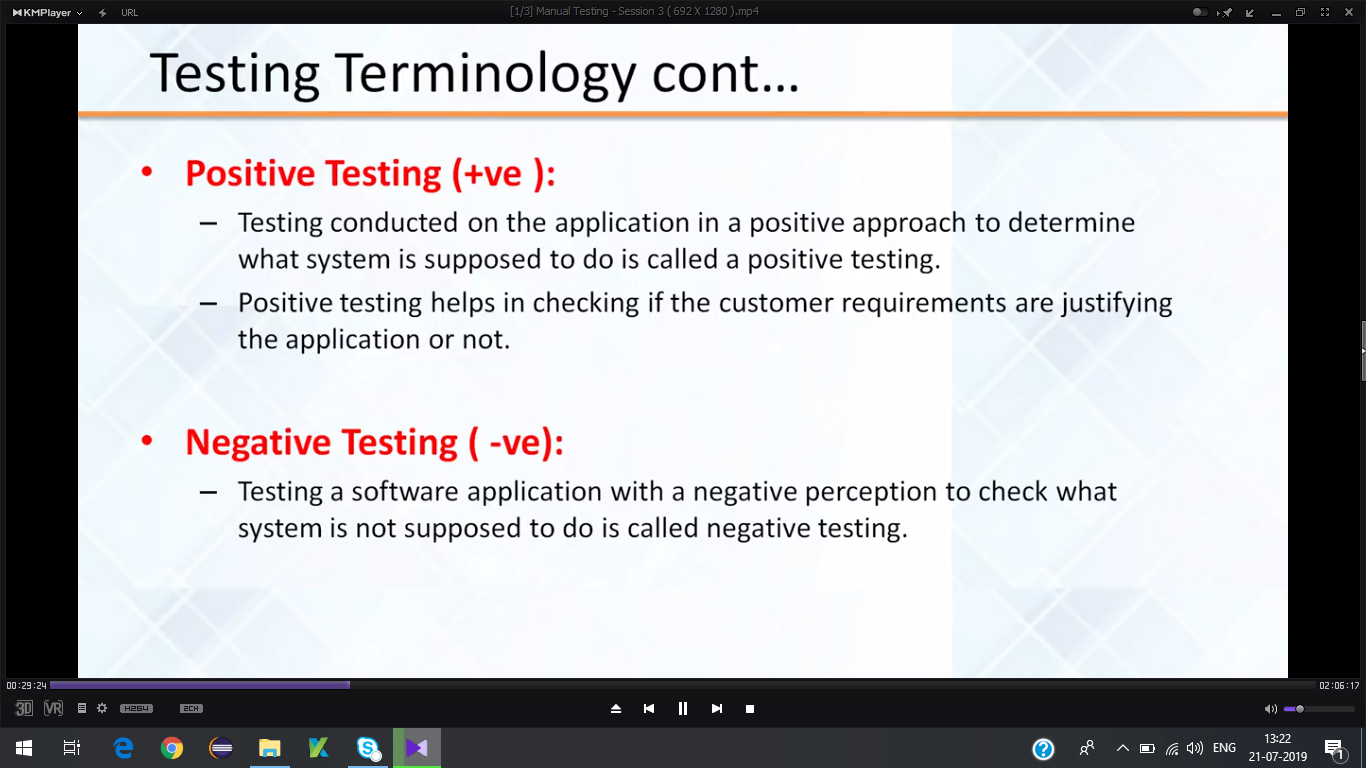 KMPlayer
URL
[1/3] Manual Testing - Session 3 ( 692 X 1280 ).mp4
Testing Terminology cont...
• Positive Testing (+ve ):
– Testing conducted on the application in a positive approach to determine
what system is supposed to do is called a positive testing.
– Positive testing helps in checking if the customer requirements are justifying
the application or not.
• Negative Testing ( -ve):
– Testing a software application with a negative perception to check what
system is not supposed to do is called negative testing.
00:29:24
02:06:17
3D VR H264 2CH
ENG
13:22
21-07-2019
1